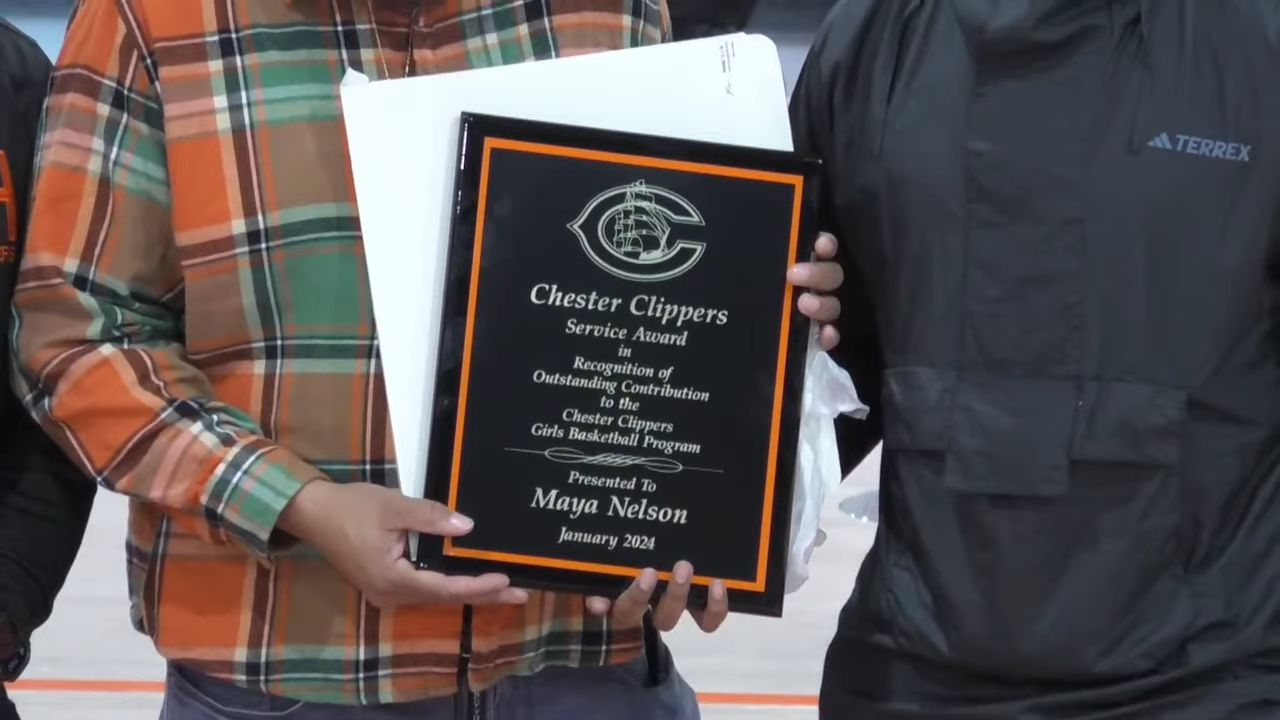 TERREX
Chester Clippers
Service Award
in
Recognition of
Outstanding Contribution
to the
Chester Clippers
Girls Basketball Program
Presented To
Maya Nelson
January 2024